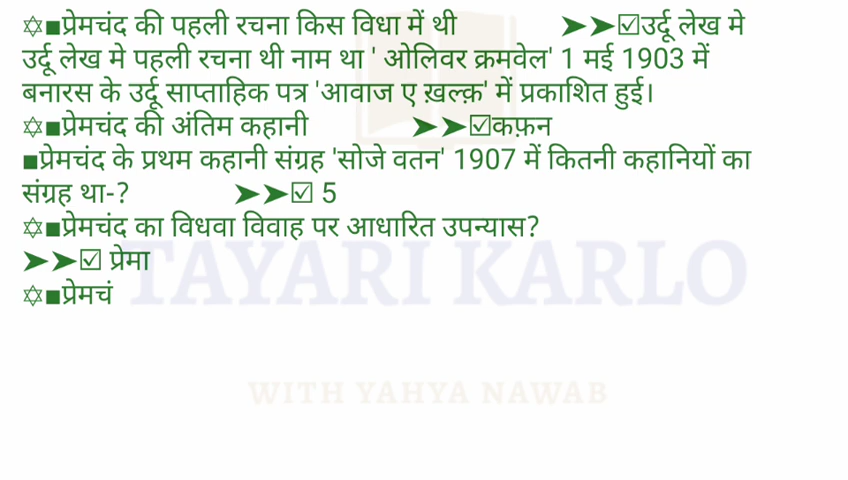 ✡■प्रेमचंद की पहली रचना किस विधा में थी ➤➤☑उर्दू लेख मे
उर्दू लेख मे पहली रचना थी नाम था ' ओलिवर क्रमवेल' 1 मई 1903 में
बनारस के उर्दू साप्ताहिक पत्र 'आवाज ए ख़ल्क़' में प्रकाशित हुई।
✡■प्रेमचंद की अंतिम कहानी ➤➤☑कफ़न
■प्रेमचंद के प्रथम कहानी संग्रह 'सोजे वतन' 1907 में कितनी कहानियों का
संग्रह था-? ➤➤☑ 5
✡■प्रेमचंद का विधवा विवाह पर आधारित उपन्यास?
➤➤☑ प्रेमा
✡■प्रेमचं
TAYARI KARLO
WITH YAHYA NAWAB